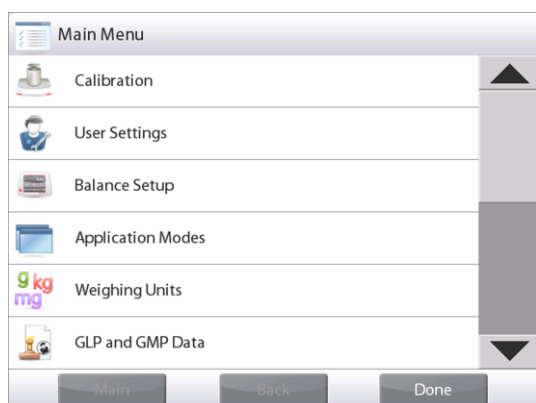 Main Menu
Calibration
User Settings
Balance Setup
Application Modes
g kg
mg
Weighing Units
GLP and GMP Data
Main
Back
Done